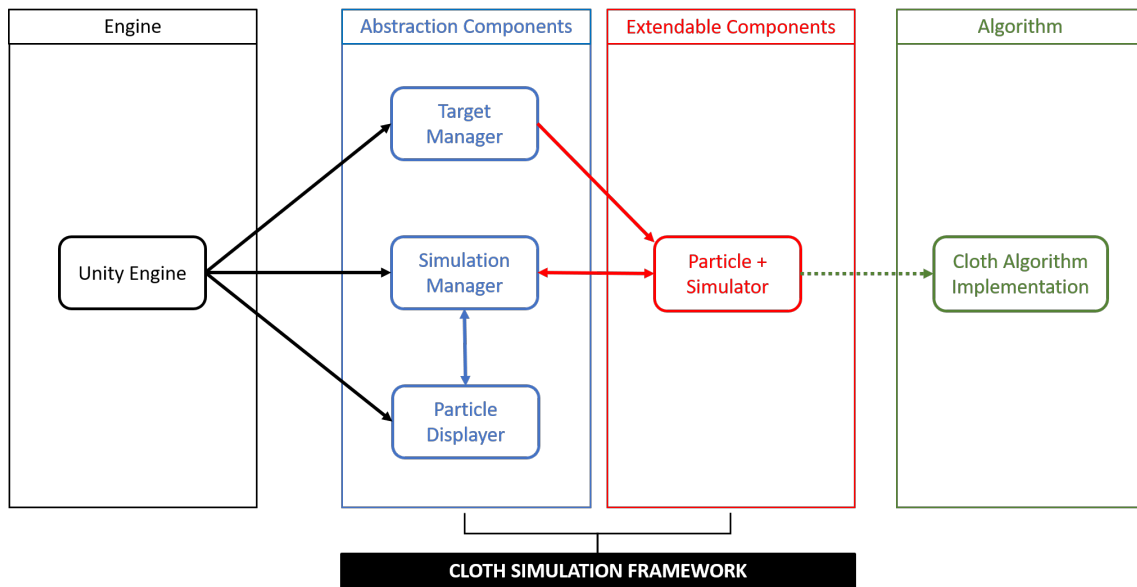 Engine
Abstraction Components
Extendable Components
Algorithm
Target
Manager
Unity Engine
Simulation
Manager
Particle +
Simulator
Cloth Algorithm
Implementation
Particle
Displayer
CLOTH SIMULATION FRAMEWORK